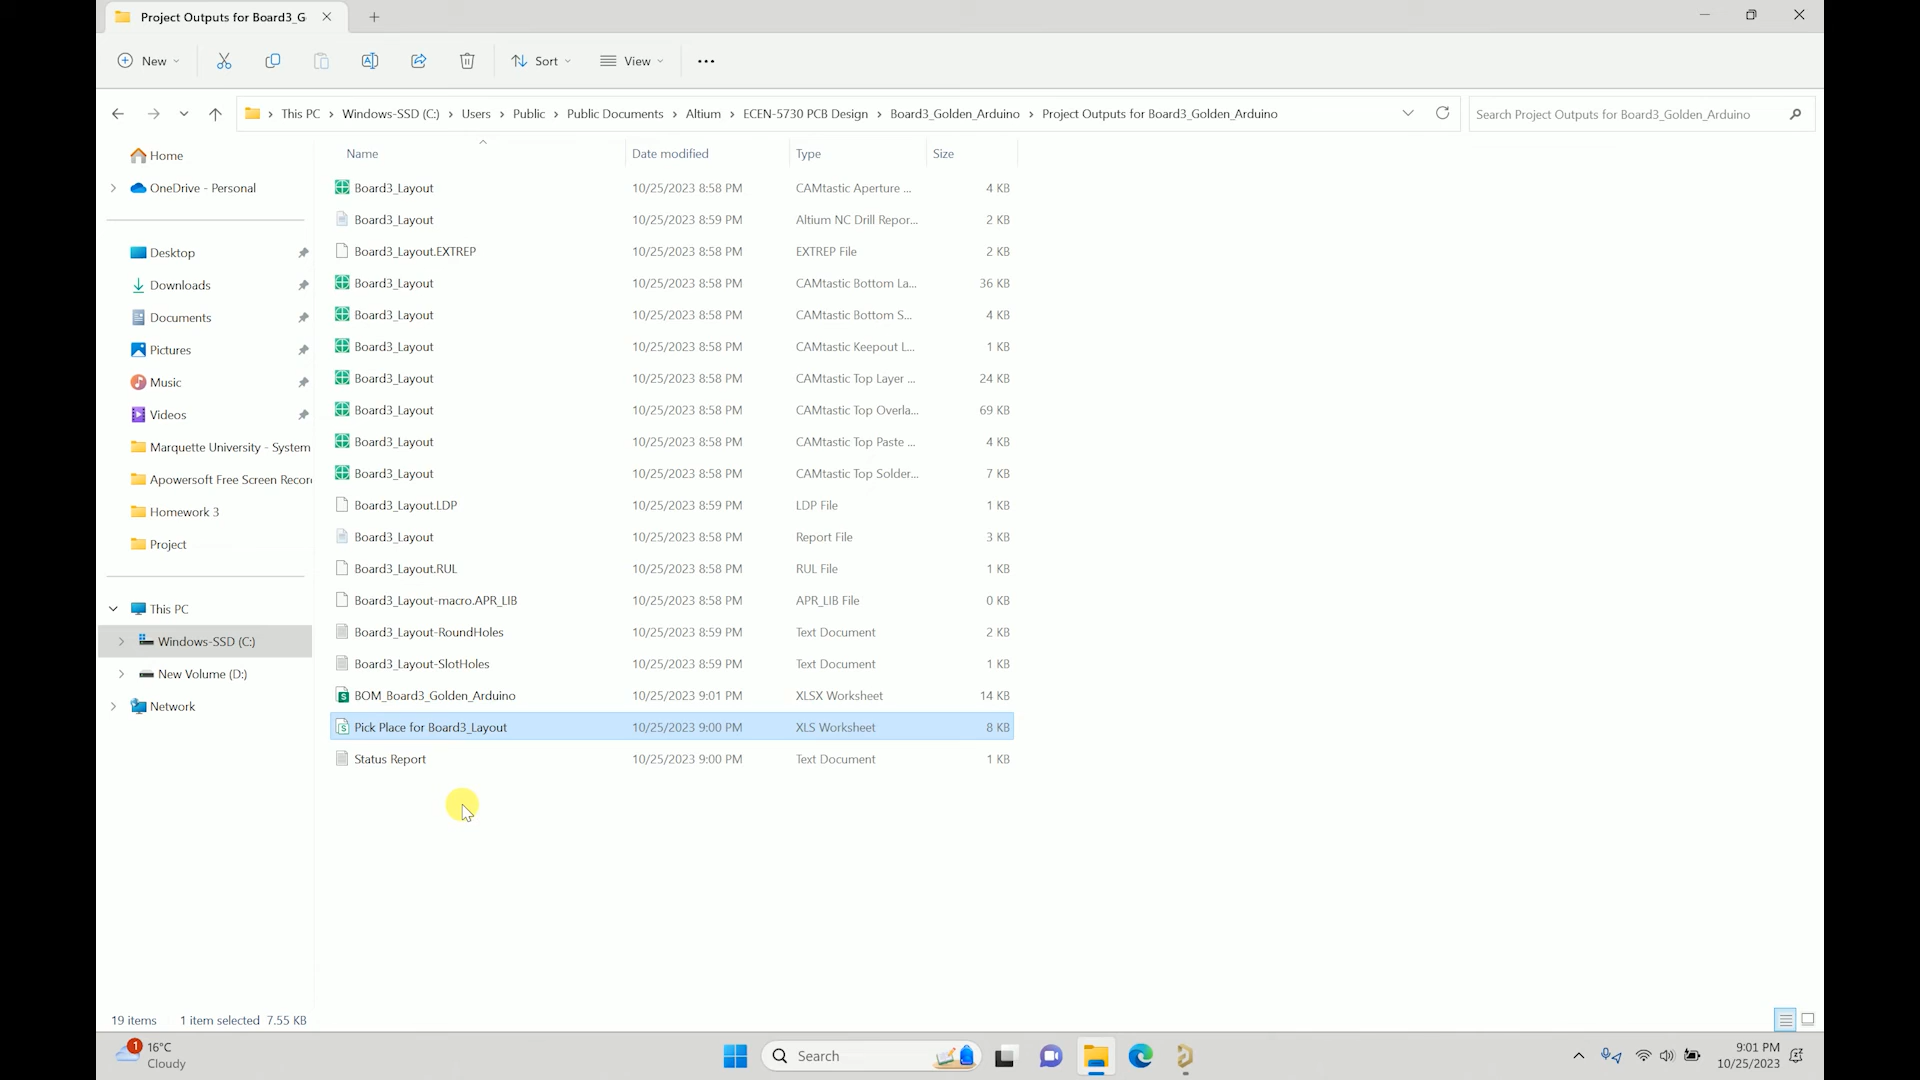 Project Outputs for Board3_G
New
Sort
View
This PC > Windows-SSD (C:) > Users > Public > Public Documents > Altium > ECEN-5730 PCB Design > Board3_Golden_Arduino > Project Outputs for Board3_Golden_Arduino
Search Project Outputs for Board3_Golden_Arduino
Home
OneDrive - Personal
Desktop
Downloads
Documents
Pictures
Music
Videos
Marquette University - System
Apowersoft Free Screen Recor
Homework 3
Project
This PC
Windows-SSD (C:)
New Volume (D:)
Network
Name Date modified Type Size
Board3_Layout 10/25/2023 8:58 PM CAMtastic Aperture ... 4 KB
Board3_Layout 10/25/2023 8:59 PM Altium NC Drill Repor... 2 KB
Board3_Layout.EXTREP 10/25/2023 8:58 PM EXTREP File 2 KB
Board3_Layout 10/25/2023 8:58 PM CAMtastic Bottom La... 36 KB
Board3_Layout 10/25/2023 8:58 PM CAMtastic Bottom S... 4 KB
Board3_Layout 10/25/2023 8:58 PM CAMtastic Keepout L... 1 KB
Board3_Layout 10/25/2023 8:58 PM CAMtastic Top Layer ... 24 KB
Board3_Layout 10/25/2023 8:58 PM CAMtastic Top Overla... 69 KB
Board3_Layout 10/25/2023 8:58 PM CAMtastic Top Paste ... 4 KB
Board3_Layout 10/25/2023 8:58 PM CAMtastic Top Solder... 7 KB
Board3_Layout.LDP 10/25/2023 8:59 PM LDP File 1 KB
Board3_Layout 10/25/2023 8:58 PM Report File 3 KB
Board3_Layout.RUL 10/25/2023 8:58 PM RUL File 1 KB
Board3_Layout-macro.APR_LIB 10/25/2023 8:58 PM APR_LIB File 0 KB
Board3_Layout-RoundHoles 10/25/2023 8:59 PM Text Document 2 KB
Board3_Layout-SlotHoles 10/25/2023 8:59 PM Text Document 1 KB
BOM_Board3_Golden_Arduino 10/25/2023 9:01 PM XLSX Worksheet 14 KB
Pick Place for Board3_Layout 10/25/2023 9:00 PM XLS Worksheet 8 KB
Status Report 10/25/2023 9:00 PM Text Document 1 KB
19 items 1 item selected 7.55 KB
1
16°C
Cloudy
Search
9:01 PM
10/25/2023